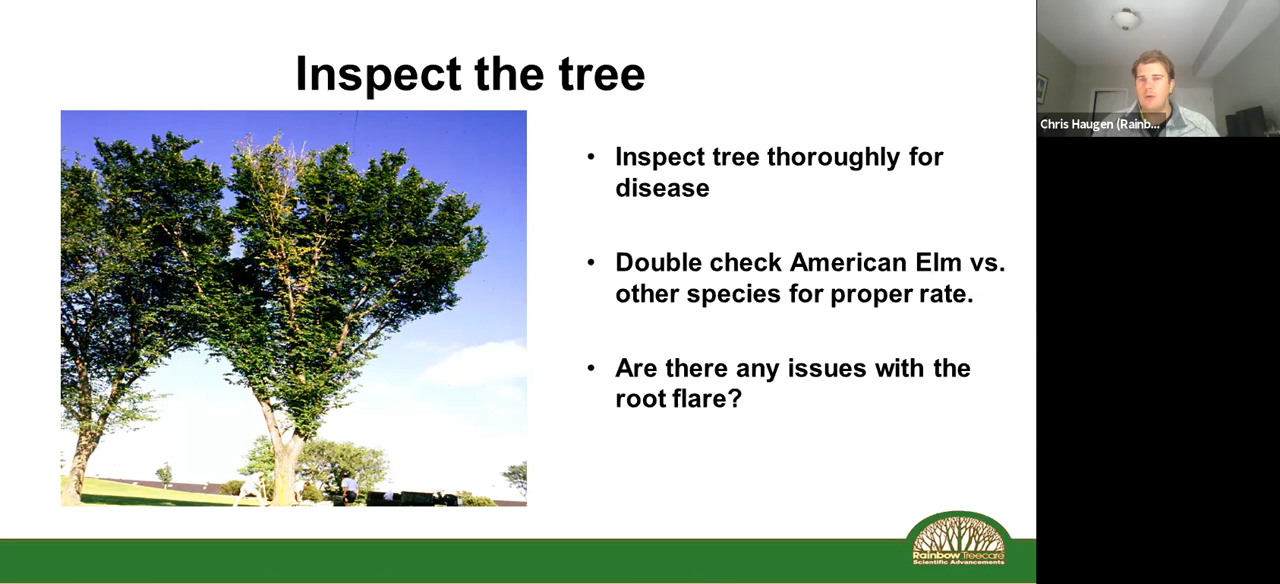 Inspect the tree
• Inspect tree thoroughly for
disease
• Double check American Elm vs.
other species for proper rate.
• Are there any issues with the
root flare?
Chris Haugen (Rainb...
Rainbow Treecare
Scientific Advancements